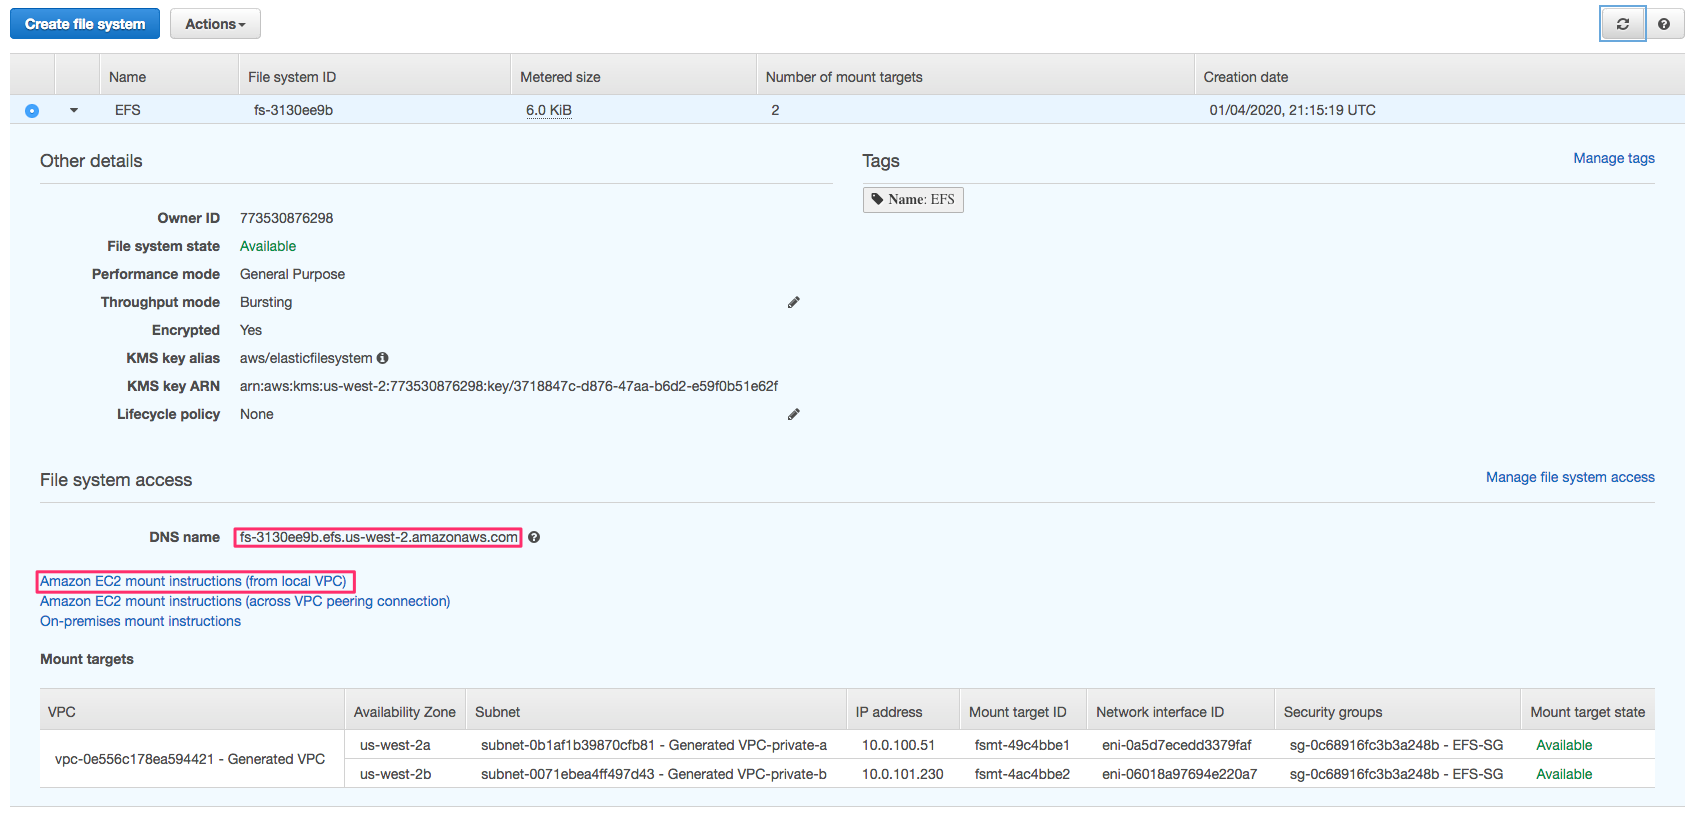 Create file system Actions
Name File system ID Metered size Number of mount targets Creation date
EFS fs-3130ee9b 6.0 KiB 2 01/04/2020, 21:15:19 UTC
Other details
Tags Manage tags
Name: EFS
Owner ID 773530876298
File system state Available
Performance mode General Purpose
Throughput mode Bursting
Encrypted Yes
KMS key alias aws/elasticfilesystem
KMS key ARN arn:aws:kms:us-west-2:773530876298:key/3718847c-d876-47aa-b6d2-e59f0b51e62f
Lifecycle policy None
File system access Manage file system access
DNS name fs-3130ee9b.efs.us-west-2.amazonaws.com
Amazon EC2 mount instructions (from local VPC)
Amazon EC2 mount instructions (across VPC peering connection)
On-premises mount instructions
Mount targets
VPC Availability Zone Subnet IP address Mount target ID Network interface ID Security groups Mount target state
vpc-0e556c178ea594421 - Generated VPC
us-west-2a subnet-0b1af1b39870cfb81 - Generated VPC-private-a 10.0.100.51 fsmt-49c4bbe1 eni-0a5d7ecedd3379faf sg-0c68916fc3b3a248b - EFS-SG Available
us-west-2b subnet-0071ebea4ff497d43 - Generated VPC-private-b 10.0.101.230 fsmt-4ac4bbe2 eni-06018a97694e220a7 sg-0c68916fc3b3a248b - EFS-SG Available